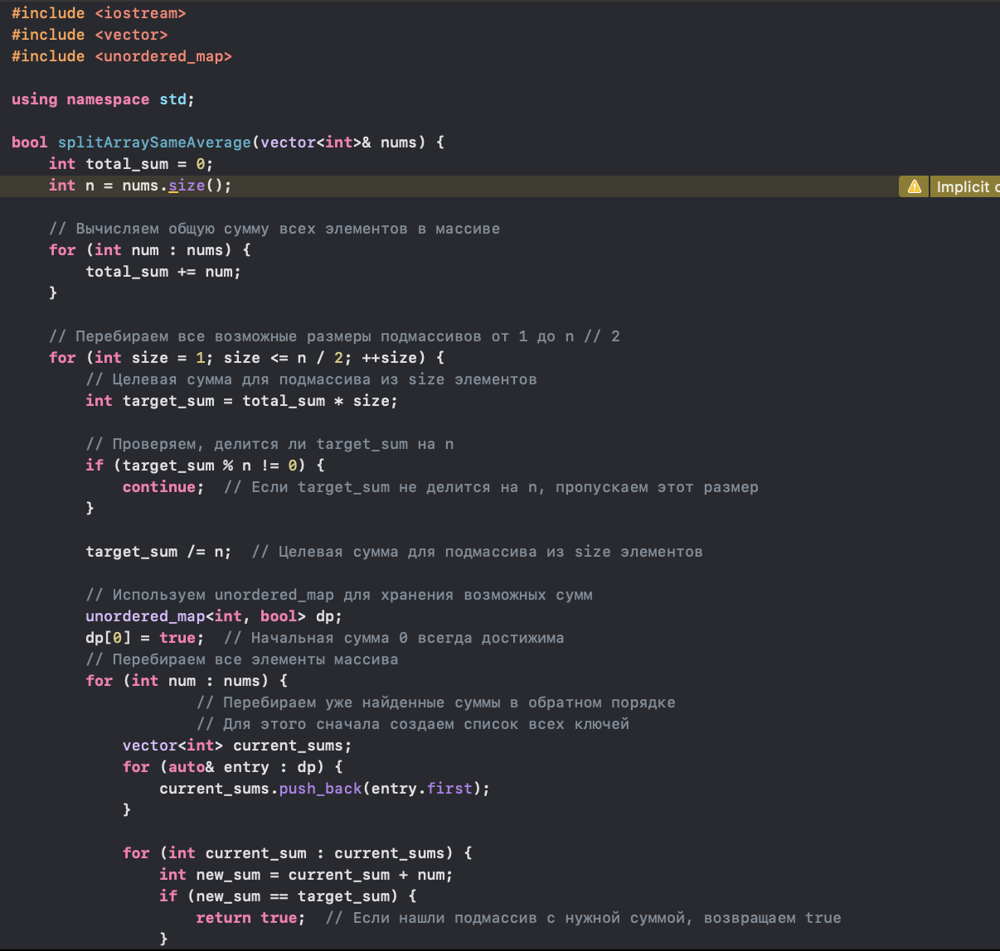 #include <iostream>
#include <vector>
#include <unordered_map>
using namespace std;
bool splitArraySameAverage(vector<int>& nums) {
    int total_sum = 0;
    int n = nums.size();
Implicit
    // Вычисляем общую сумму всех элементов в массиве
    for (int num : nums) {
        total_sum += num;
    }
    // Перебираем все возможные размеры подмассивов от 1 до n // 2
    for (int size = 1; size <= n / 2; ++size) {
        // Целевая сумма для подмассива из size элементов
        int target_sum = total_sum * size;
        // Проверяем, делится ли target_sum на n
        if (target_sum % n != 0) {
            continue;  // Если target_sum не делится на n, пропускаем этот размер
        }
        target_sum /= n;  // Целевая сумма для подмассива из size элементов
        // Используем unordered_map для хранения возможных сумм
        unordered_map<int, bool> dp;
        dp[0] = true;  // Начальная сумма 0 всегда достижима
        // Перебираем все элементы массива
        for (int num : nums) {
                    // Перебираем уже найденные суммы в обратном порядке
                    // Для этого сначала создаем список всех ключей
            vector<int> current_sums;
            for (auto& entry : dp) {
                current_sums.push_back(entry.first);
            }
            for (int current_sum : current_sums) {
                int new_sum = current_sum + num;
                if (new_sum == target_sum) {
                    return true;  // Если нашли подмассив с нужной суммой, возвращаем true
                }